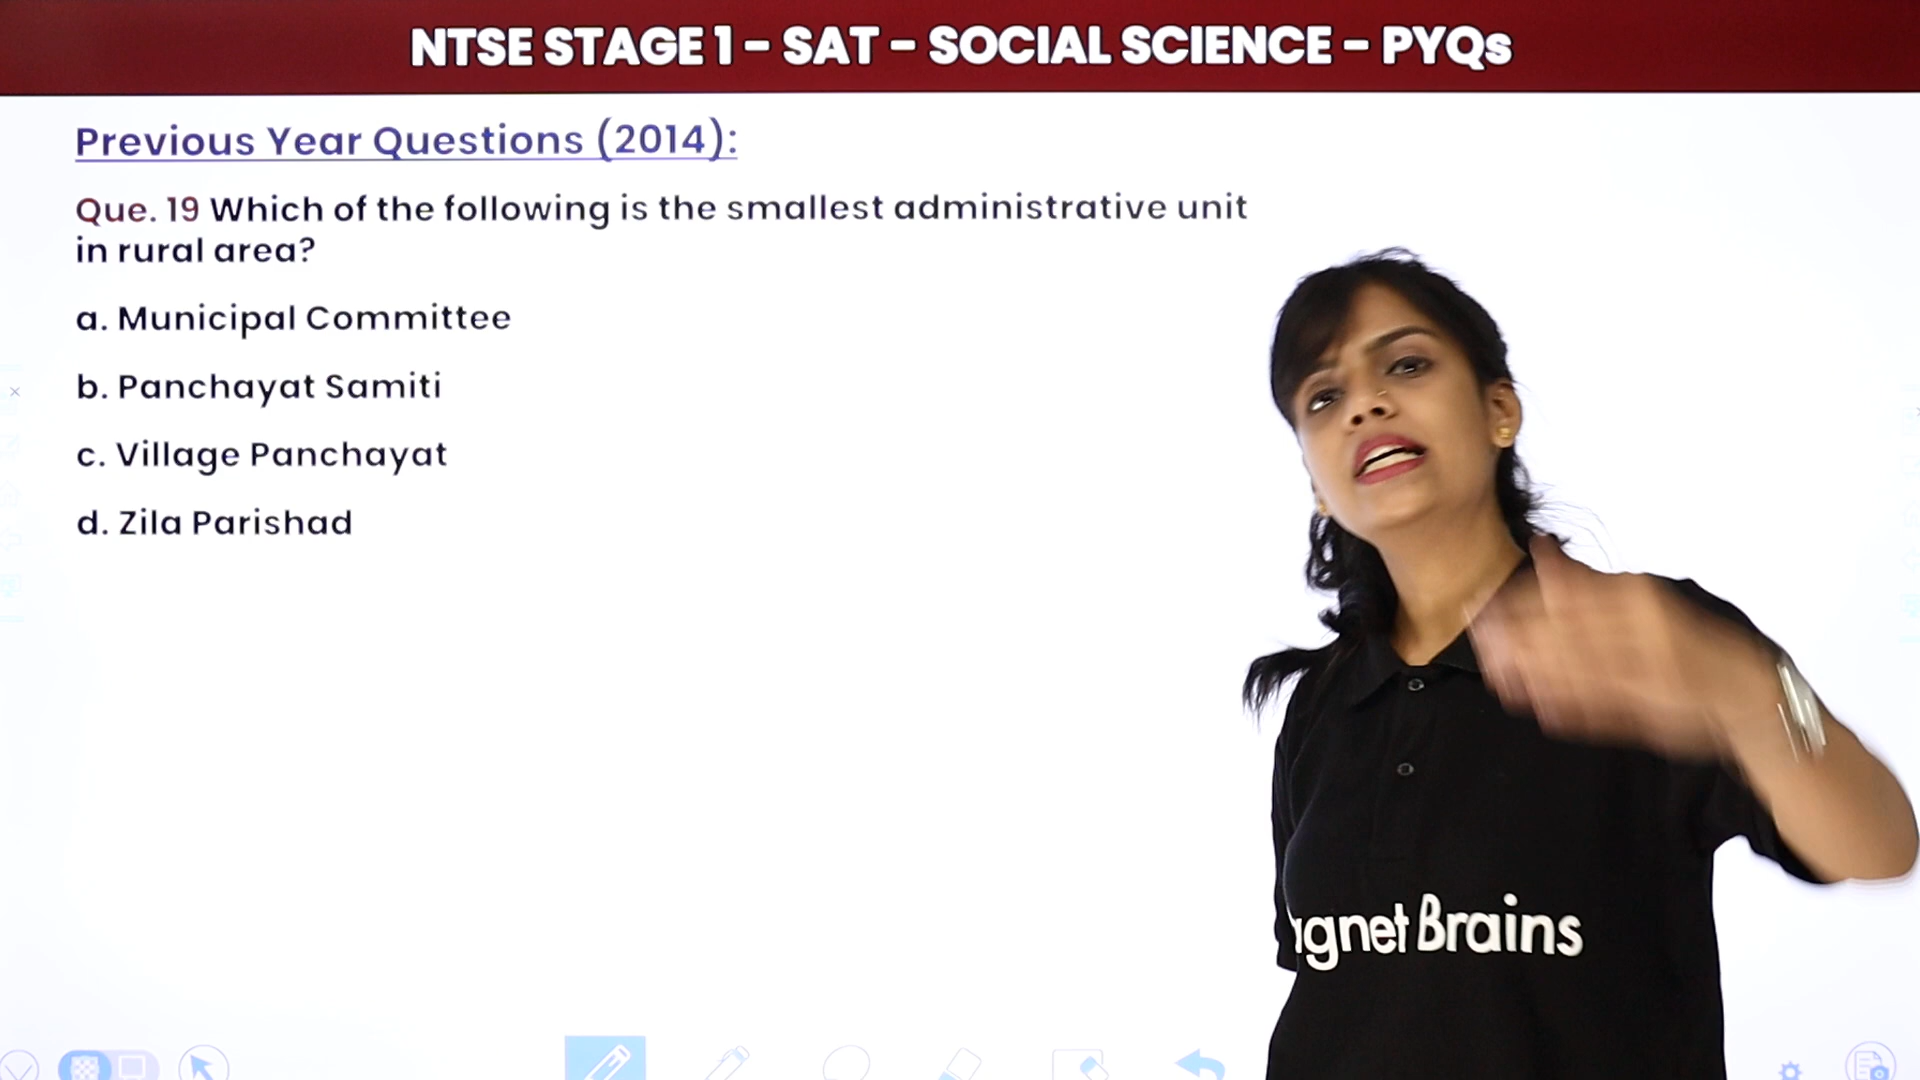 NTSE STAGE 1 – SAT – SOCIAL SCIENCE – PYQs
Previous Year Questions (2014):
Que. 19 Which of the following is the smallest administrative unit
in rural area?
a. Municipal Committee
b. Panchayat Samiti
c. Village Panchayat
d. Zila Parishad
agnet Brains